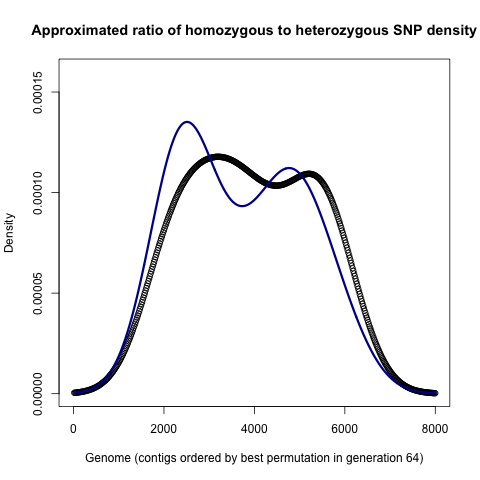 Approximated ratio of homozygous to heterozygous SNP density
0.00015
0.00010
0.00005
0.00000
Density
0 2000 4000 6000 8000
Genome (contigs ordered by best permutation in generation 64)